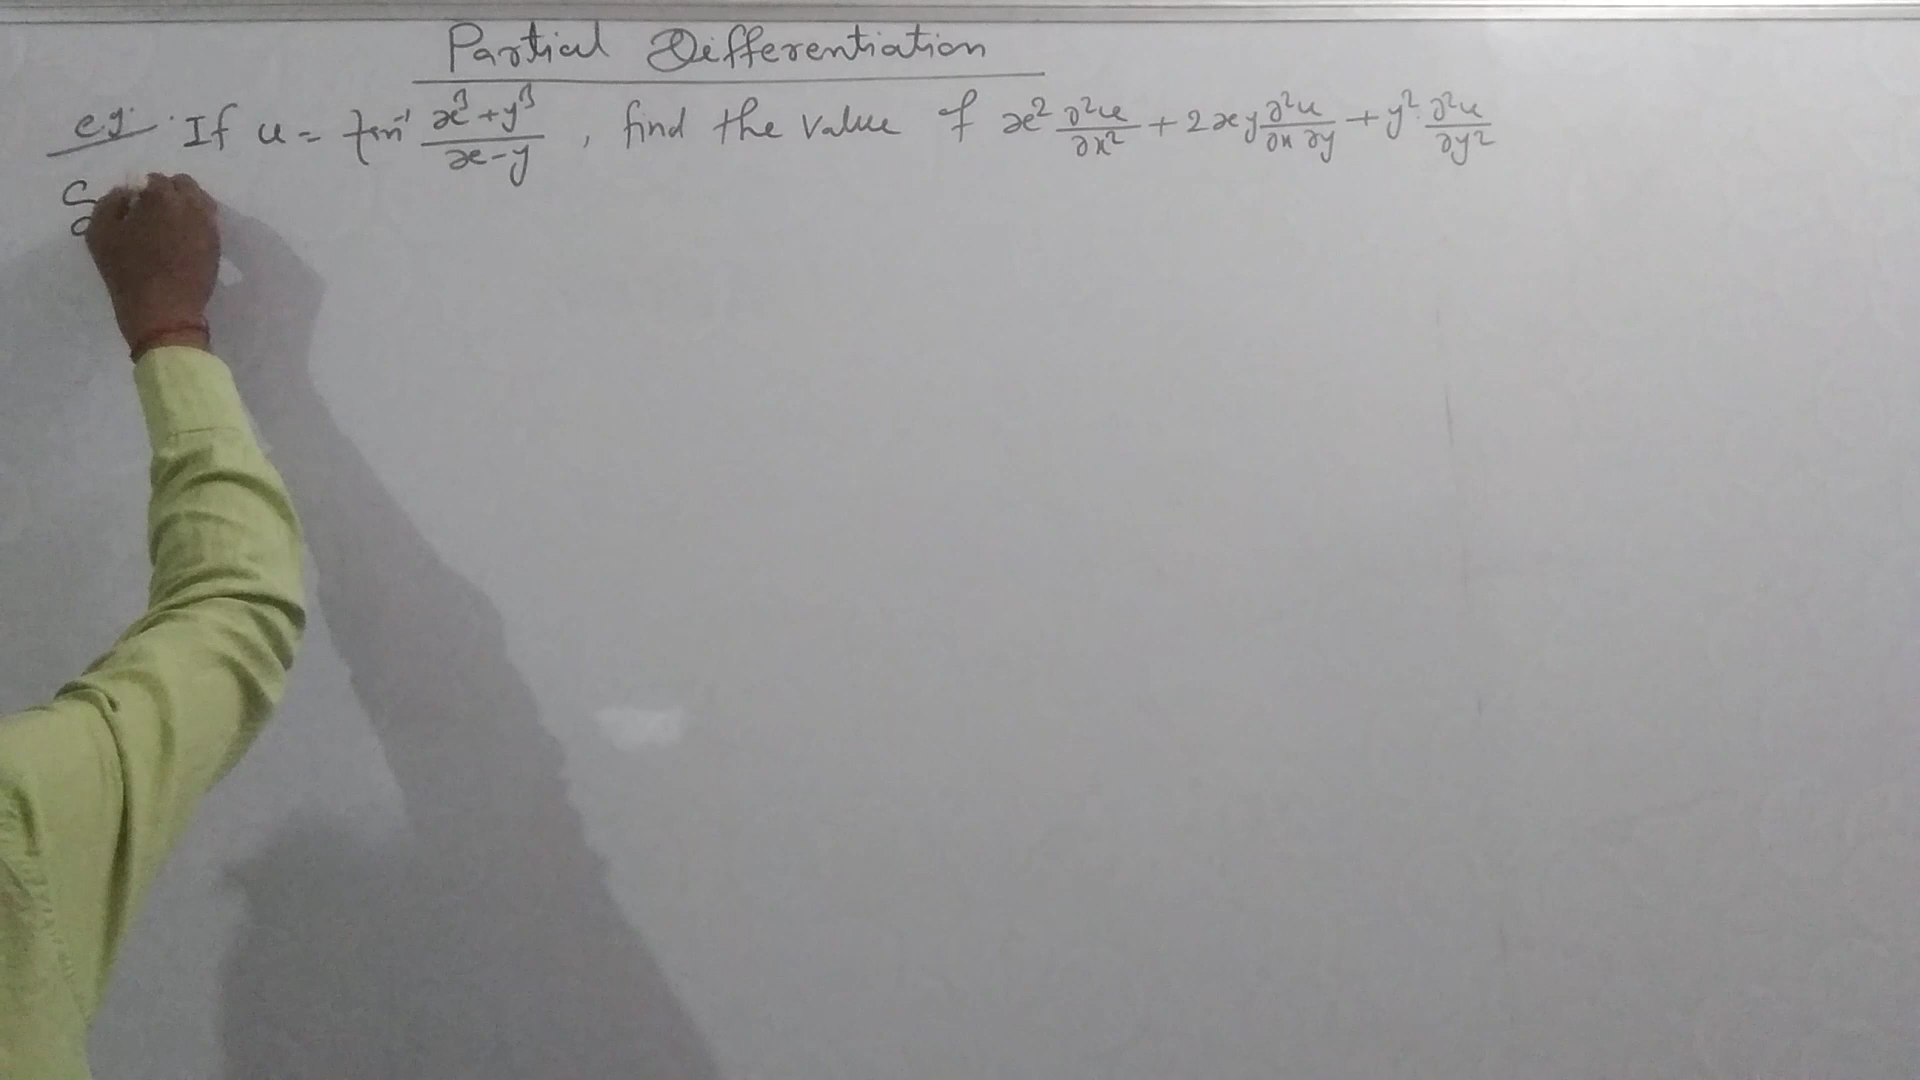 Partial Differentiation
eg. If u = tan⁻¹ (x³+y³)/(x-y), find the value of x² ∂²u/∂x² + 2xy ∂²u/∂x∂y + y² ∂²u/∂y²
So